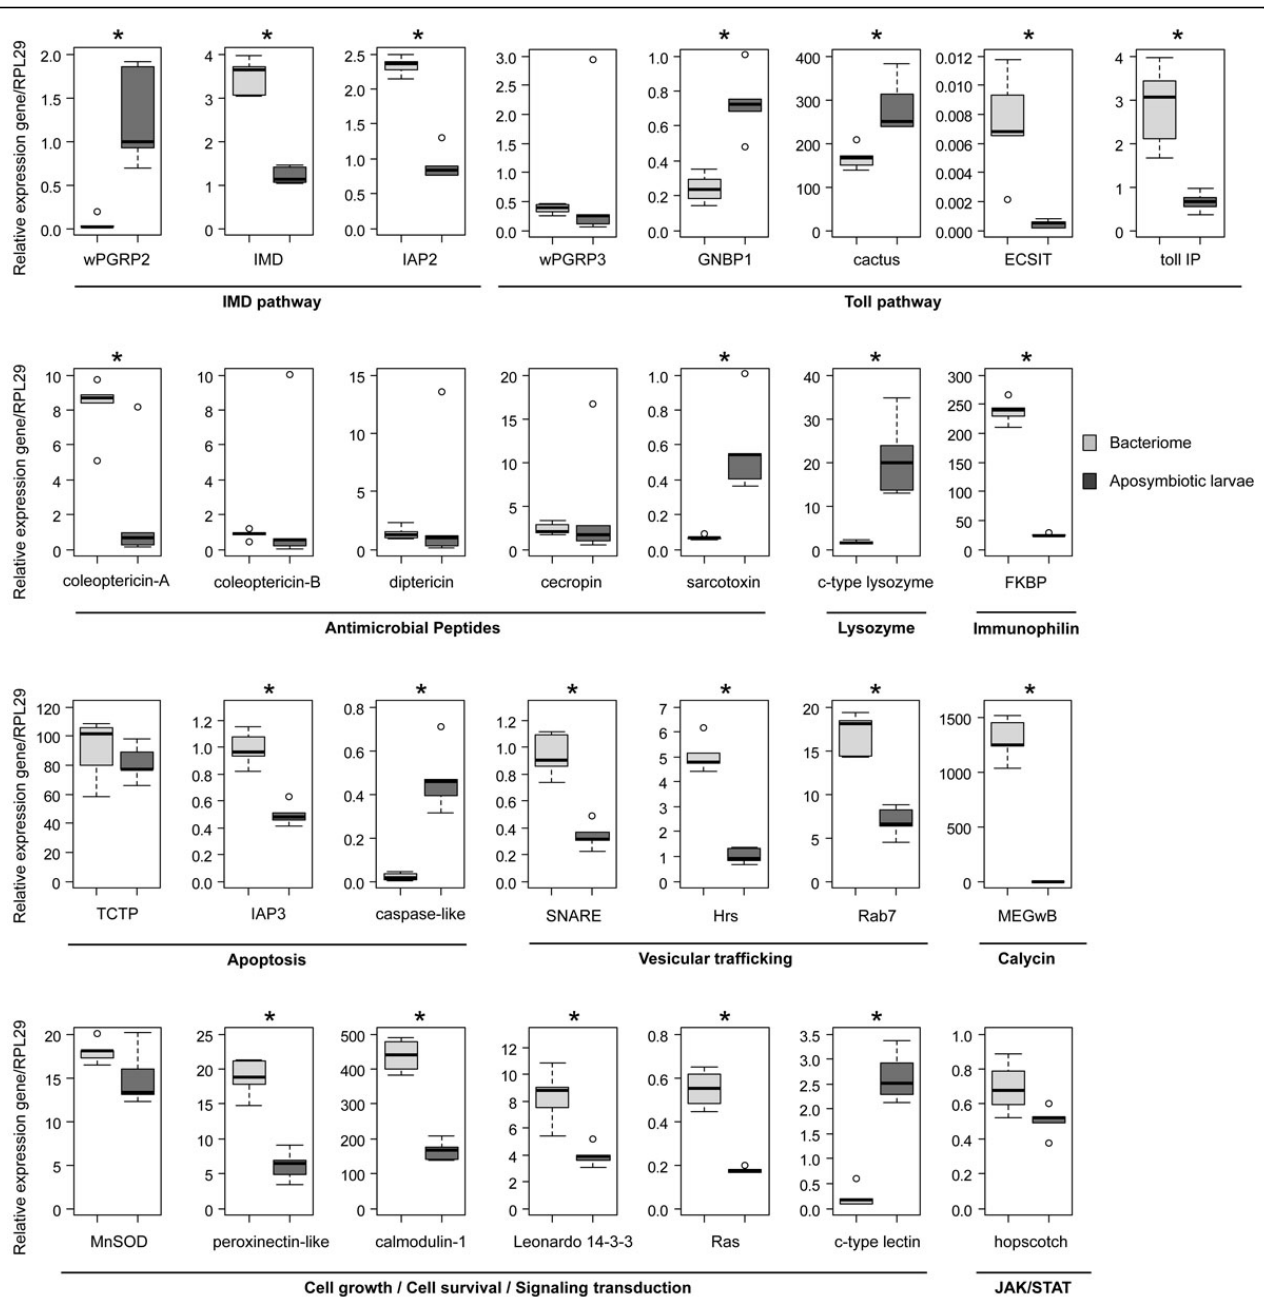 * * * * * * *
Relative expression gene/RPL29
2.0 1.5 1.0 0.5 0.0
4 3 2 1 0
2.5 2.0 1.5 1.0 0.5 0.0
3.0 2.5 2.0 1.5 1.0 0.5 0.0
1.0 0.8 0.6 0.4 0.2 0.0
400 300 200 100 0
0.012 0.010 0.008 0.006 0.004 0.002 0.000
4 3 2 1 0
wPGRP2 IMD IAP2 wPGRP3 GNBP1 cactus ECSIT toll IP
IMD pathway Toll pathway
* * * *
Relative expression gene/RPL29
10 8 6 4 2 0
10 8 6 4 2 0
15 10 5 0
20 15 10 5 0
1.0 0.8 0.6 0.4 0.2 0.0
40 30 20 10 0
300 250 200 150 100 50 0
Bacteriome
Aposymbiotic larvae
coleoptericin-A coleoptericin-B diptericin cecropin sarcotoxin c-type lysozyme FKBP
Antimicrobial Peptides Lysozyme Immunophilin
* * * * * *
Relative expression gene/RPL29
120 100 80 60 40 20 0
1.2 1.0 0.8 0.6 0.4 0.2 0.0
0.8 0.6 0.4 0.2 0.0
1.2 1.0 0.8 0.6 0.4 0.2 0.0
7 6 5 4 3 2 1 0
20 15 10 5 0
1500 1000 500 0
TCTP IAP3 caspase-like SNARE Hrs Rab7 MEGwB
Apoptosis Vesicular trafficking Calycin
* * * * *
Relative expression gene/RPL29
20 15 10 5 0
25 20 15 10 5 0
500 400 300 200 100 0
12 10 8 6 4 2 0
0.8 0.6 0.4 0.2 0.0
3.5 3.0 2.5 2.0 1.5 1.0 0.5 0.0
1.0 0.8 0.6 0.4 0.2 0.0
MnSOD peroxinectin-like calmodulin-1 Leonardo 14-3-3 Ras c-type lectin hopscotch
Cell growth / Cell survival / Signaling transduction JAK/STAT